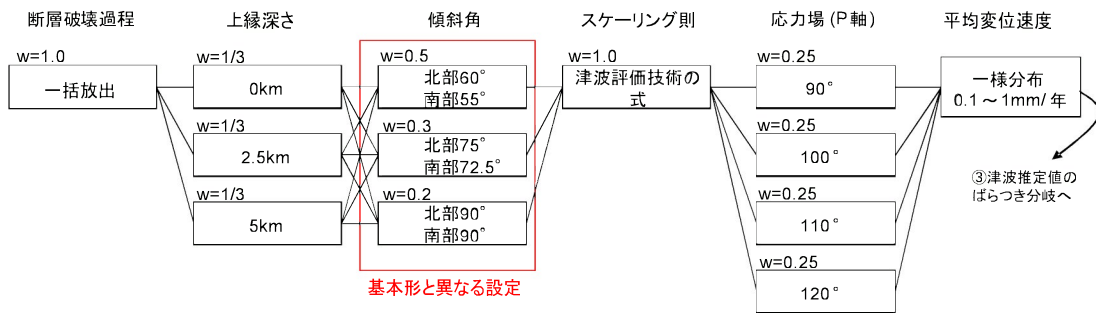 断層破壊過程
上縁深さ
傾斜角
スケーリング則
応力場(P軸)
平均変位速度
w=1.0
一括放出
w=1/3
0km
w=1/3
2.5km
w=1/3
5km
w=0.5
北部60°
南部55°
w=0.3
北部75°
南部72.5°
w=0.2
北部90°
南部90°
基本形と異なる設定
w=1.0
津波評価技術の
式
w=0.25
90°
w=0.25
100°
w=0.25
110°
w=0.25
120°
一様分布
0.1～1mm/年
③津波推定値の
ばらつき分岐へ